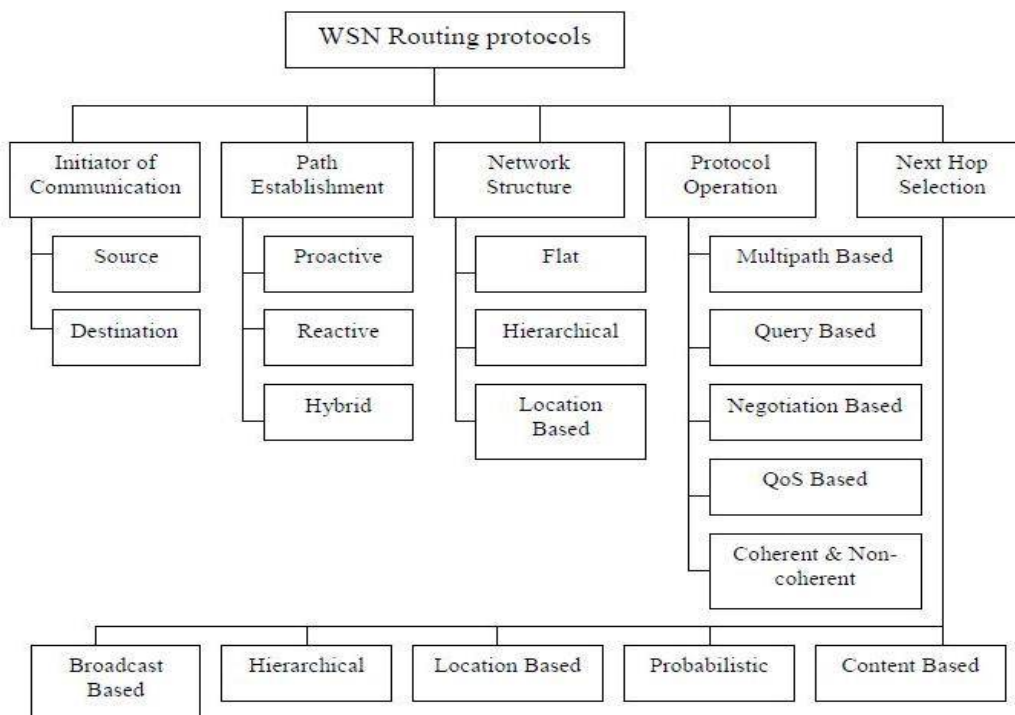 WSN Routing protocols
Initiator of
Communication
Path
Establishment
Network
Structure
Protocol
Operation
Next Hop
Selection
Source
Destination
Proactive
Reactive
Hybrid
Flat
Hierarchical
Location
Based
Multipath Based
Query Based
Negotiation Based
QoS Based
Coherent & Non-
coherent
Broadcast
Based
Hierarchical
Location Based
Probabilistic
Content Based